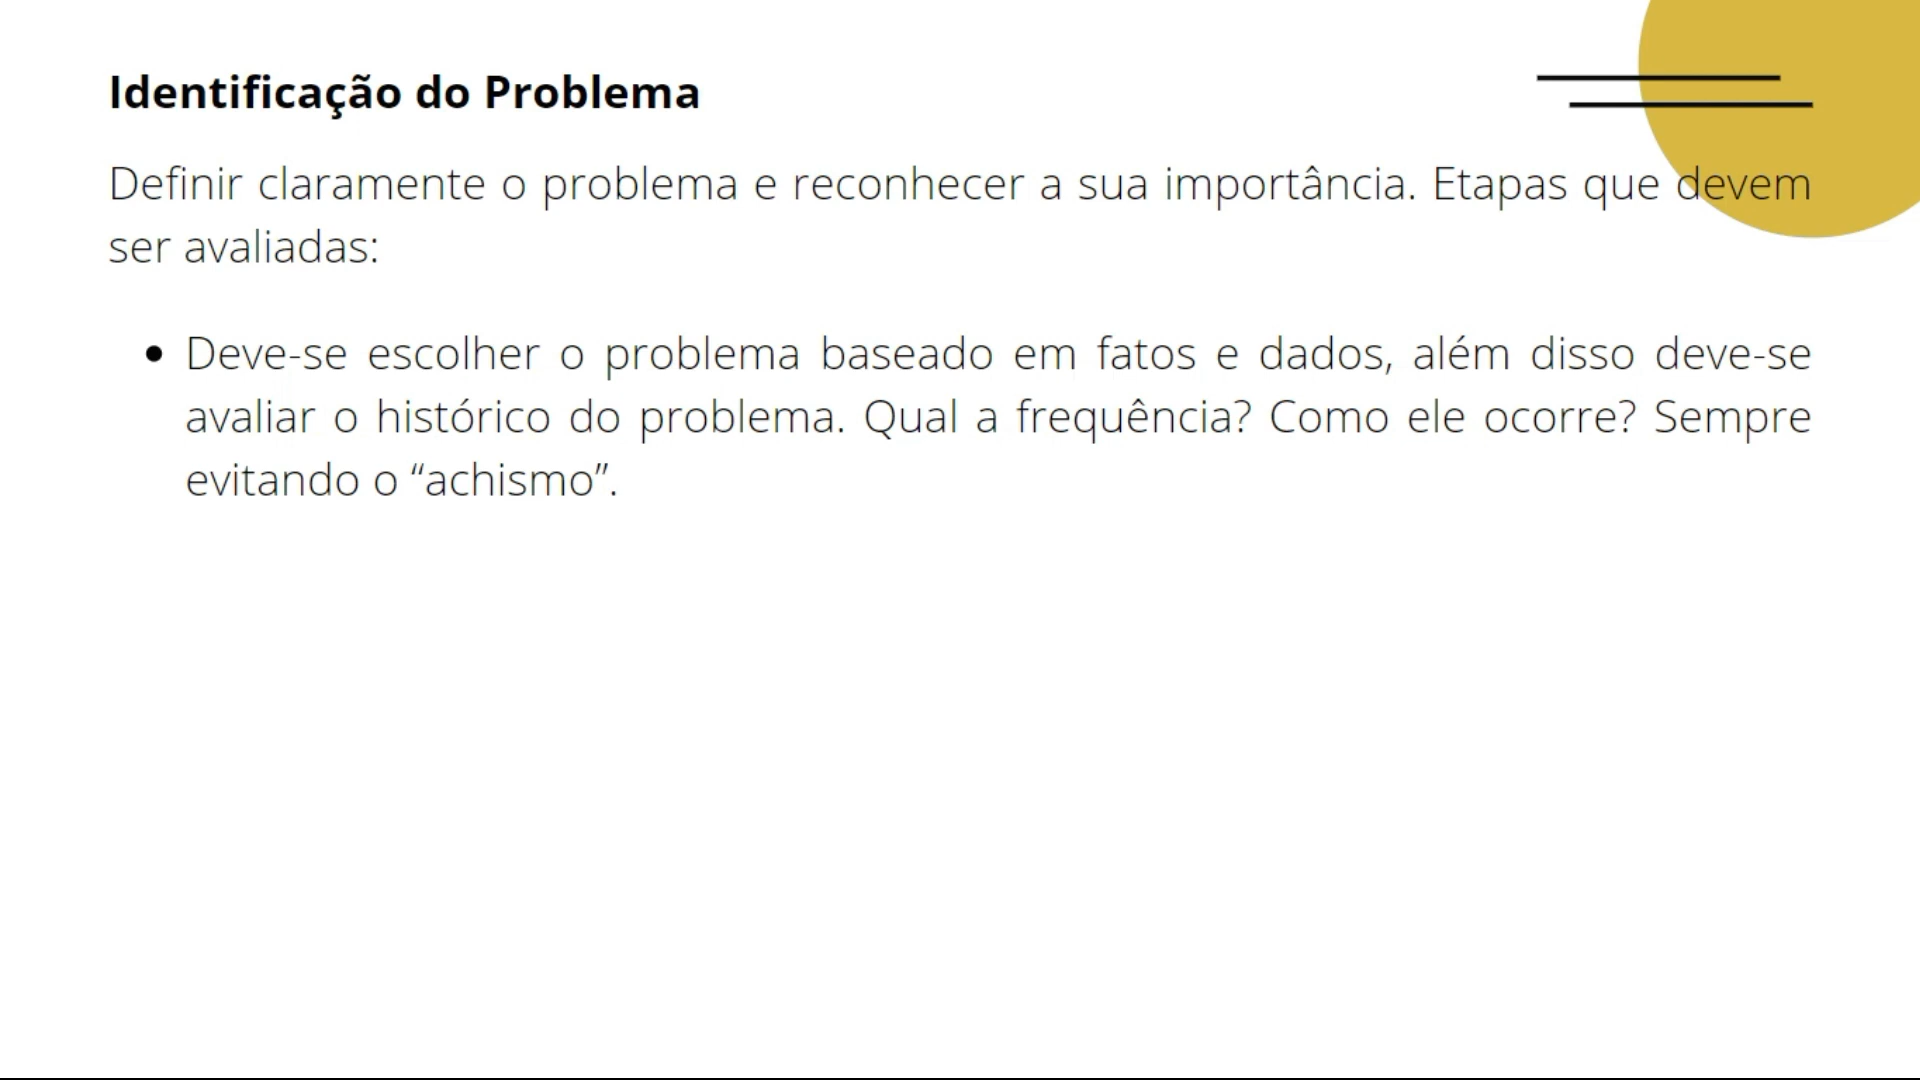 Identificação do Problema
Definir claramente o problema e reconhecer a sua importância. Etapas que devem
ser avaliadas:
• Deve-se escolher o problema baseado em fatos e dados, além disso deve-se
avaliar o histórico do problema. Qual a frequência? Como ele ocorre? Sempre
evitando o “achismo”.